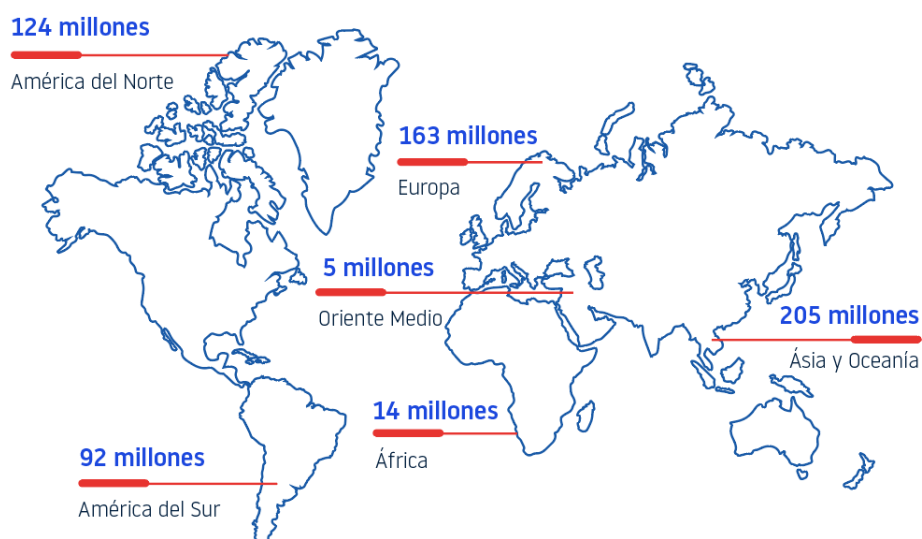 124 millones
América del Norte
163 millones
Europa
5 millones
Oriente Medio
205 millones
Ásia y Oceanía
14 millones
África
92 millones
América del Sur